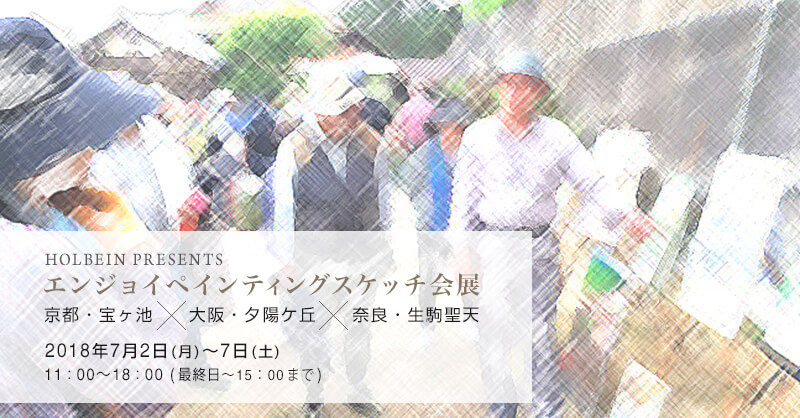 HOLBEIN PRESENTS
エンジョイペインティングスケッチ会展
京都・宝ヶ池×大阪・夕陽ケ丘×奈良・生駒聖天
2018年7月2日(月)～7日(土)
11：00～18：00 (最終日～15：00まで)